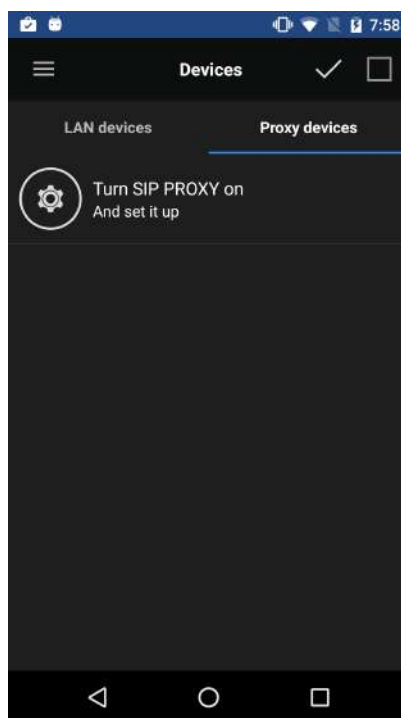 7:58
Devices
LAN devices
Proxy devices
Turn SIP PROXY on
And set it up